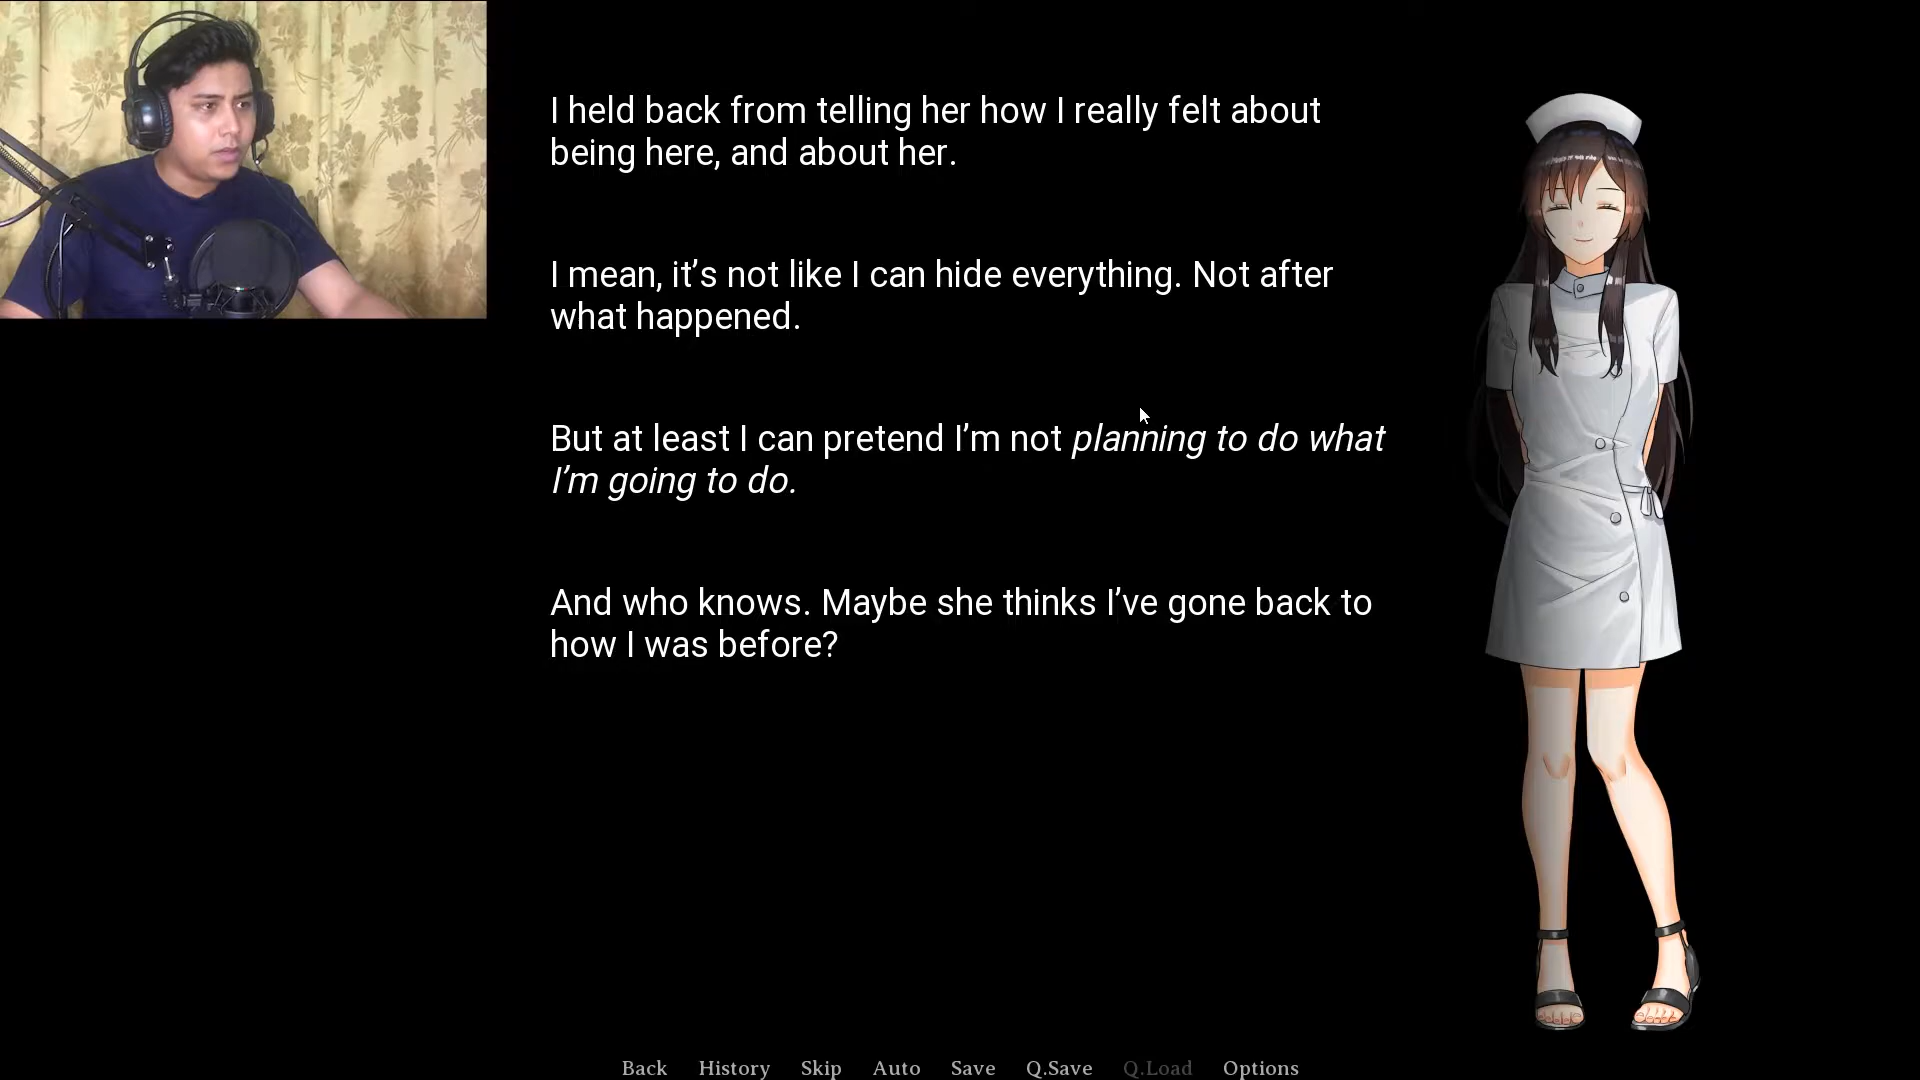 I held back from telling her how I really felt about
being here, and about her.
I mean, it’s not like I can hide everything. Not after
what happened.
But at least I can pretend I’m not planning to do what
I’m going to do.
And who knows. Maybe she thinks I’ve gone back to
how I was before?
Back History Skip Auto Save Q.Save Q.Load Options